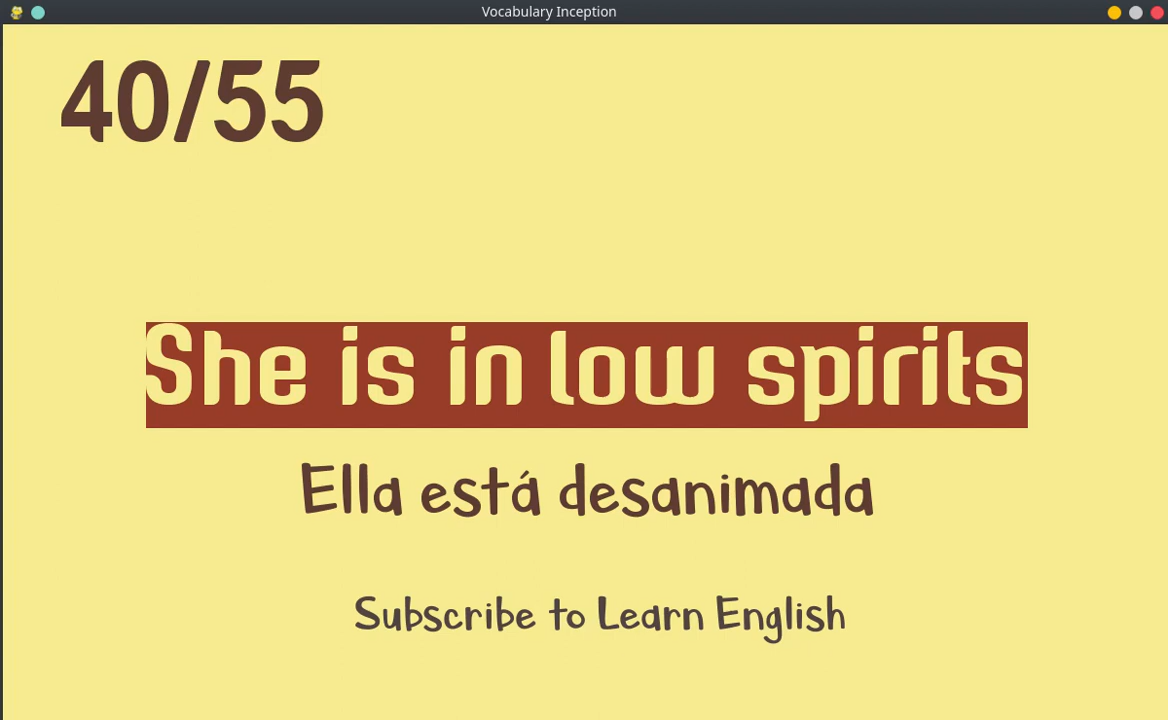 Vocabulary Inception
40/55
She is in low spirits
Ella está desanimada
Subscribe to Learn English